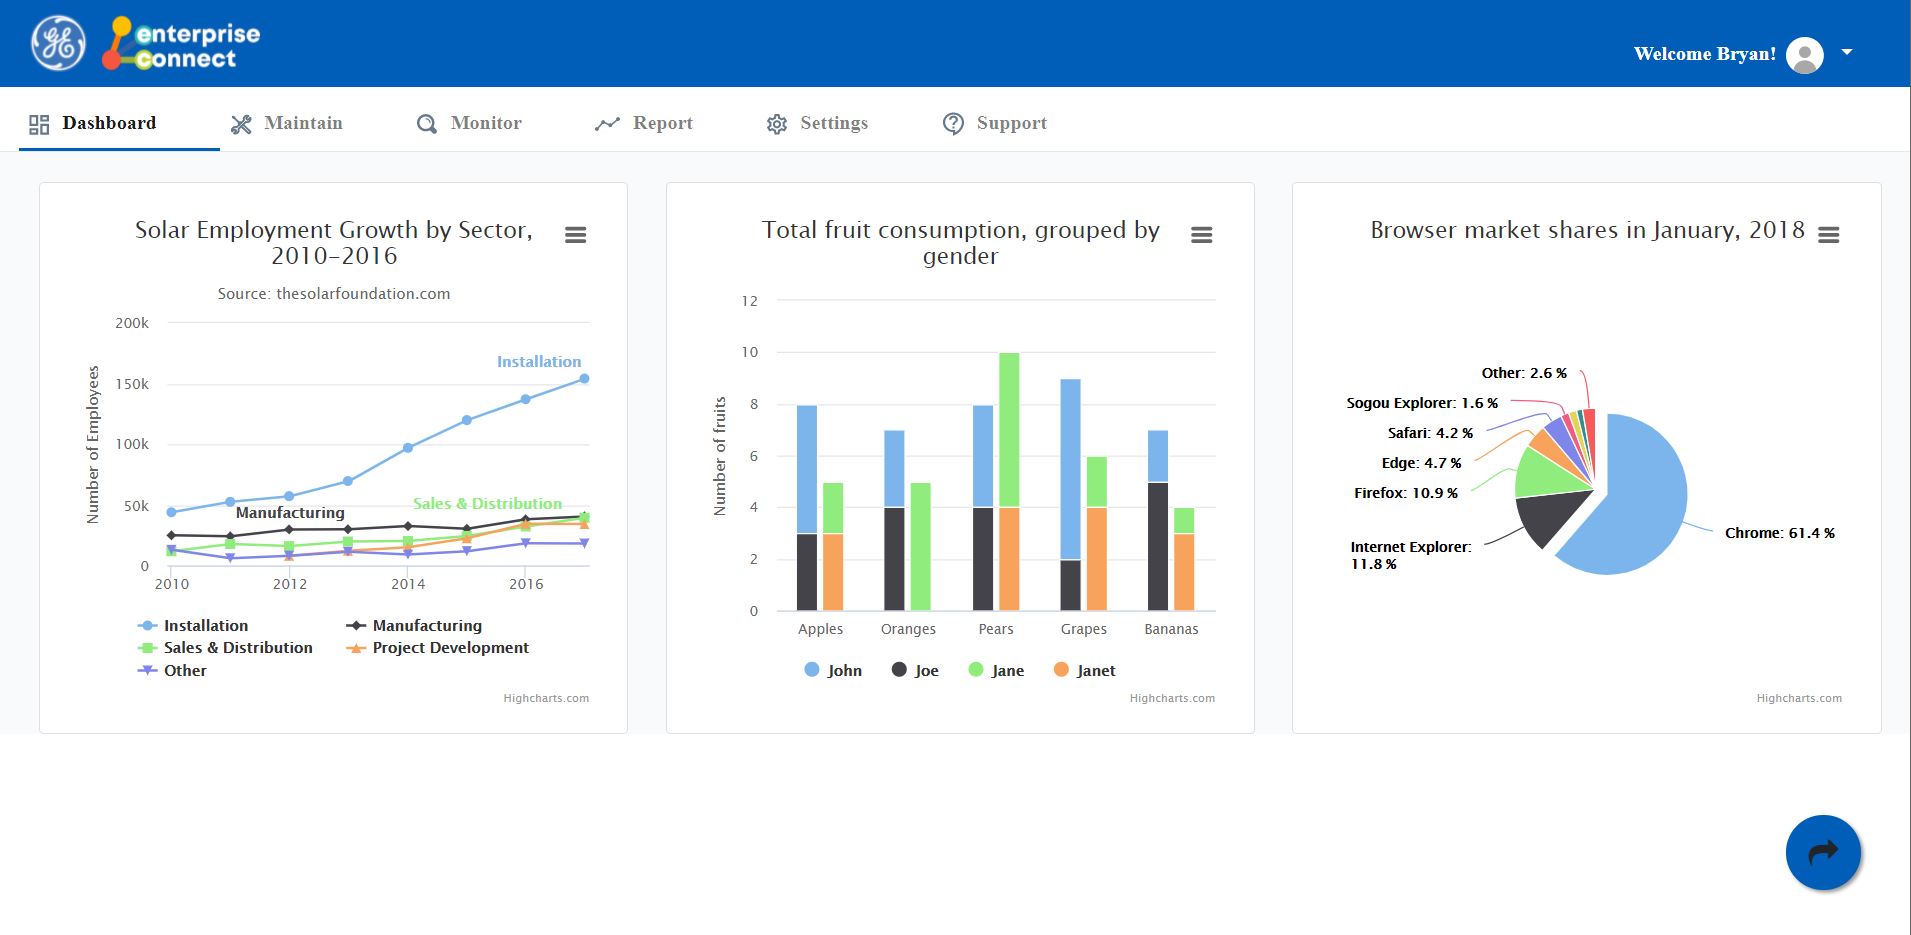 GE
enterprise
connect
Welcome Bryan!
Dashboard
Maintain
Monitor
Report
Settings
Support
Solar Employment Growth by Sector,
2010-2016
Source: thesolarfoundation.com
Number of Employees
200k
150k
100k
50k
0
Installation
Sales & Distribution
Manufacturing
2010
2012
2014
2016
Installation
Manufacturing
Sales & Distribution
Project Development
Other
Highcharts.com
Total fruit consumption, grouped by
gender
Number of fruits
12
10
8
6
4
2
0
Apples
Oranges
Pears
Grapes
Bananas
John
Joe
Jane
Janet
Highcharts.com
Browser market shares in January, 2018
Other: 2.6 %
Sogou Explorer: 1.6 %
Safari: 4.2 %
Edge: 4.7 %
Firefox: 10.9 %
Internet Explorer:
11.8 %
Chrome: 61.4 %
Highcharts.com